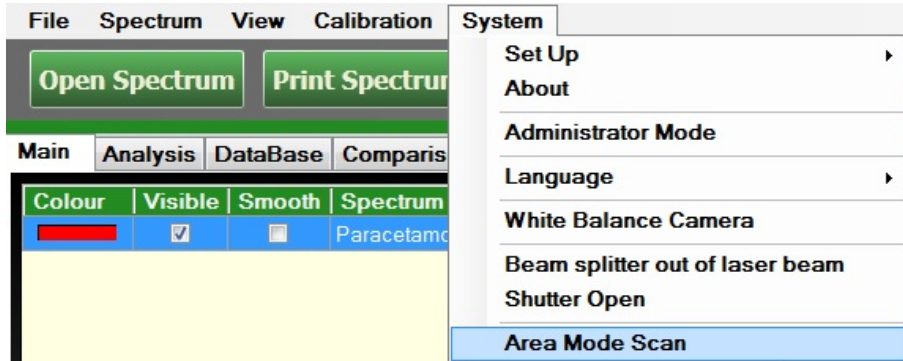 File Spectrum View Calibration System
Open Spectrum Print
Main Analysis DataBase
Colour Visible Smooth Spectrum
Set Up
About
Administrator Mode
Language
White Balance Camera
Beam splitter out of laser beam
Shutter Open
Area Mode Scan